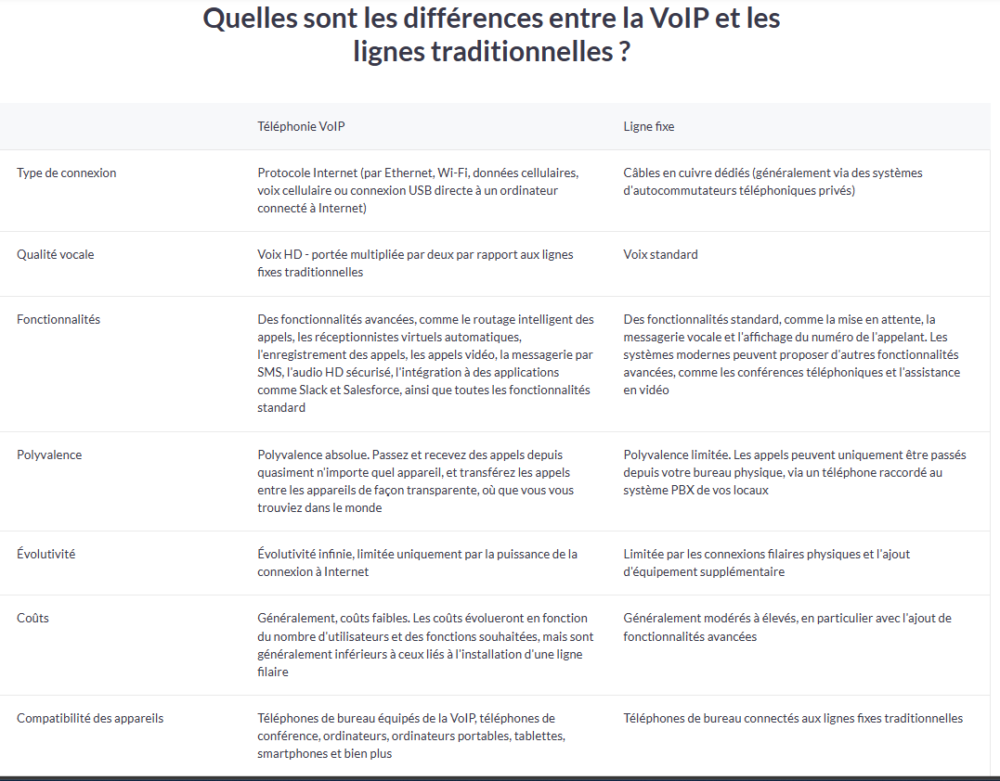 Quelles sont les différences entre la VoIP et les
lignes traditionnelles ?
Téléphonie VoIP
Ligne fixe
Type de connexion
Protocole Internet (par Ethernet, Wi-Fi, données cellulaires,
voix cellulaire ou connexion USB directe à un ordinateur
connecté à Internet)
Câbles en cuivre dédiés (généralement via des systèmes
d'autocommutateurs téléphoniques privés)
Qualité vocale
Voix HD - portée multipliée par deux par rapport aux lignes
fixes traditionnelles
Voix standard
Fonctionnalités
Des fonctionnalités avancées, comme le routage intelligent des
appels, les réceptionnistes virtuels automatiques,
l'enregistrement des appels, les appels vidéo, la messagerie par
SMS, l'audio HD sécurisé, l'intégration à des applications
comme Slack et Salesforce, ainsi que toutes les fonctionnalités
standard
Des fonctionnalités standard, comme la mise en attente, la
messagerie vocale et l'affichage du numéro de l'appelant. Les
systèmes modernes peuvent proposer d'autres fonctionnalités
avancées, comme les conférences téléphoniques et l'assistance
en vidéo
Polyvalence
Polyvalence absolue. Passez et recevez des appels depuis
quasiment n'importe quel appareil, et transférez les appels
entre les appareils de façon transparente, où que vous vous
trouviez dans le monde
Polyvalence limitée. Les appels peuvent uniquement être passés
depuis votre bureau physique, via un téléphone raccordé au
système PBX de vos locaux
Évolutivité
Évolutivité infinie, limitée uniquement par la puissance de la
connexion à Internet
Limitée par les connexions filaires physiques et l'ajout
d'équipement supplémentaire
Coûts
Généralement, coûts faibles. Les coûts évolueront en fonction
du nombre d'utilisateurs et des fonctions souhaitées, mais sont
généralement inférieurs à ceux liés à l'installation d'une ligne
filaire
Généralement modérés à élevés, en particulier avec l'ajout de
fonctionnalités avancées
Compatibilité des appareils
Téléphones de bureau équipés de la VoIP, téléphones de
conférence, ordinateurs, ordinateurs portables, tablettes,
smartphones et bien plus
Téléphones de bureau connectés aux lignes fixes traditionnelles